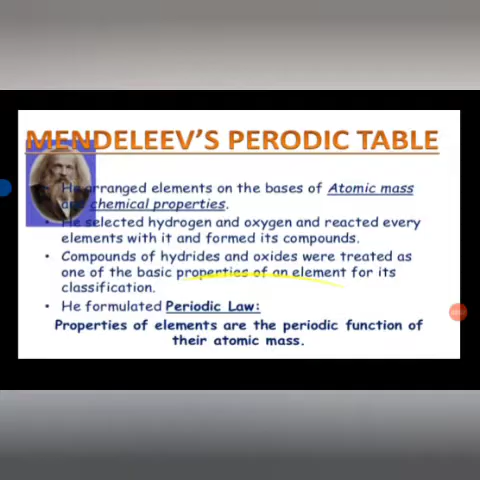 MENDELEEV'S PERODIC TABLE
He arranged elements on the bases of Atomic mass
and chemical properties.
He selected hydrogen and oxygen and reacted every
elements with it and formed its compounds.
• Compounds of hydrides and oxides were treated as
one of the basic properties of an element for its
classification.
• He formulated Periodic Law:
Properties of elements are the periodic function of
their atomic mass.